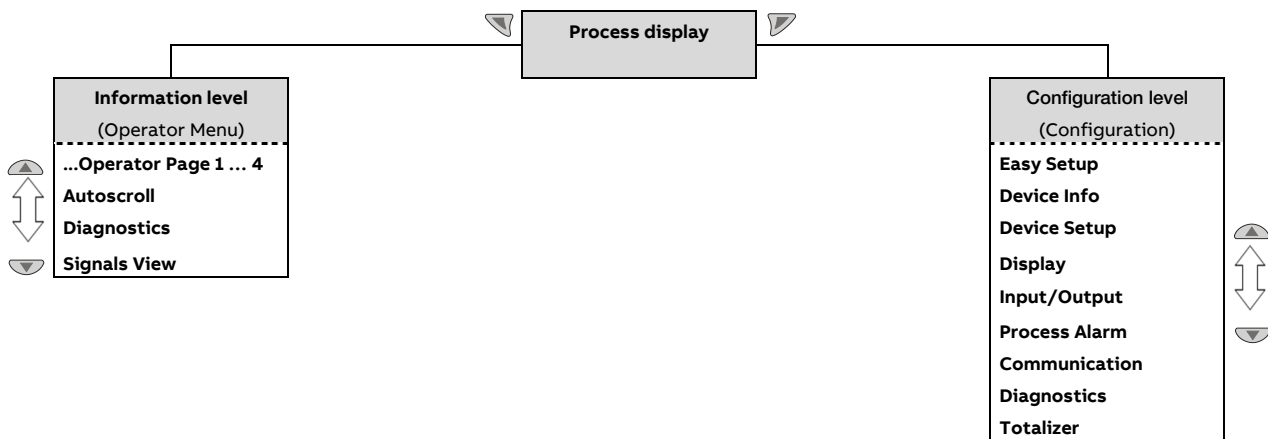 Process display
Information level
(Operator Menu)
...Operator Page 1 … 4
Autoscroll
Diagnostics
Signals View
Configuration level
(Configuration)
Easy Setup
Device Info
Device Setup
Display
Input/Output
Process Alarm
Communication
Diagnostics
Totalizer